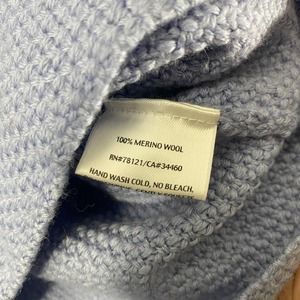 100% MERINO WOOL
RN#78121/CA#34460
HAND WASH COLD, NO BLEACH,